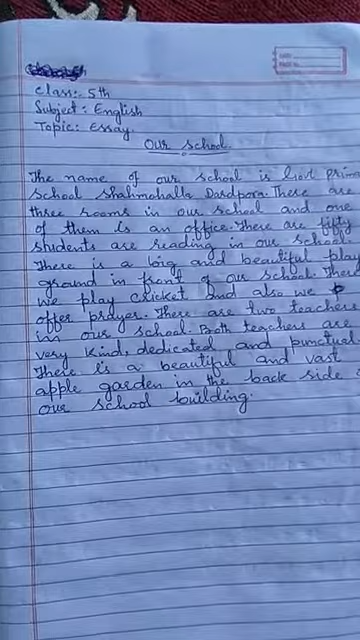 class:- 5th
Subject: English
Topic: Essay
Our School
The name of our school is Govt prim
School Shahmohalla Dardpora. There are
three rooms in our school and one
of them is an office. There are fifty
students are reading in our school.
There is a big and beautiful play
ground in front of our school. There
we play cricket and also we
offer prayer. There are two teachers
in our school. Both teachers are
very kind, dedicated and punctual.
There is a beautiful and vast
apple garden in the back side
our school building.